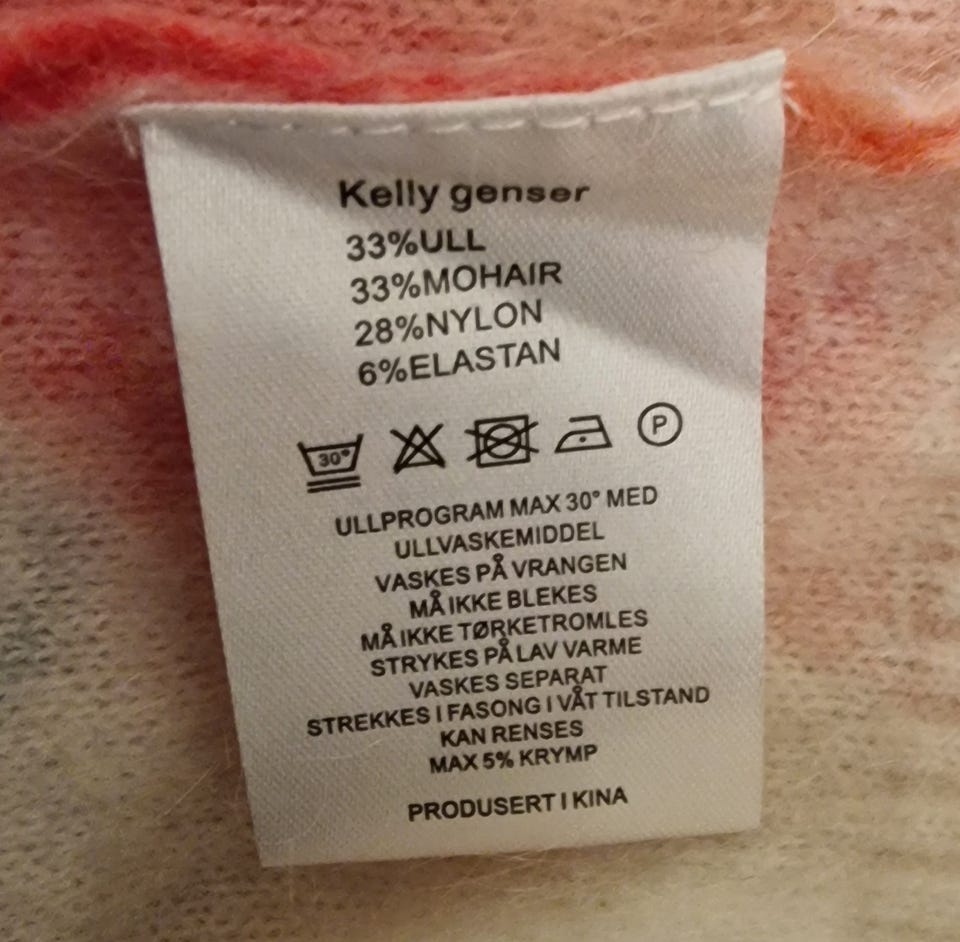 Kelly genser
33%ULL
33%MOHAIR
28%NYLON
6%ELASTAN
30° P
ULLPROGRAM MAX 30° MED
ULLVASKEMIDDEL
VASKES PÅ VRANGEN
MÅ IKKE BLEKES
MÅ IKKE TØRKETROMLES
STRYKES PÅ LAV VARME
VASKES SEPARAT
STREKKES I FASONG I VÅT TILSTAND
KAN RENSES
MAX 5% KRYMP
PRODUSERT I KINA